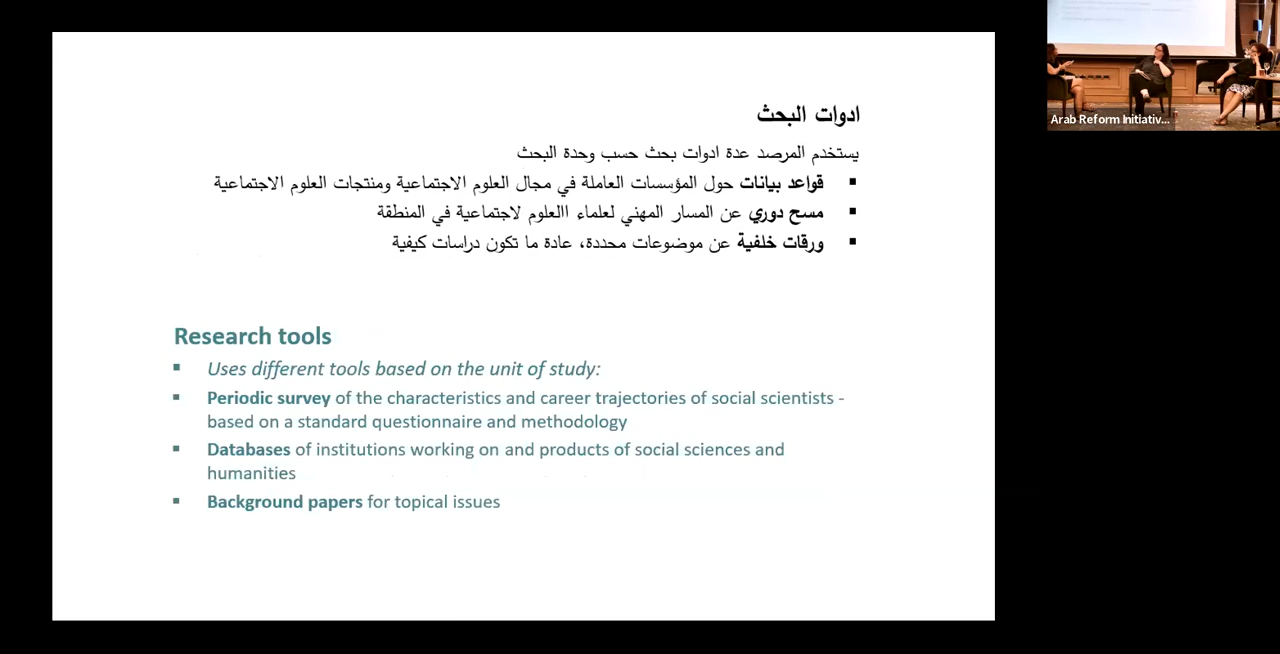 ادوات البحث
يستخدم المرصد عدة ادوات بحث حسب وحدة البحث
▪ قواعد بيانات حول المؤسسات العاملة في مجال العلوم الاجتماعية ومنتجات العلوم الاجتماعية
▪ مسح دوري عن المسار المهني لعلماء االعلوم لاجتماعية في المنطقة
▪ ورقات خلفية عن موضوعات محددة، عادة ما تكون دراسات كيفية
Research tools
▪ Uses different tools based on the unit of study:
▪ Periodic survey of the characteristics and career trajectories of social scientists -
based on a standard questionnaire and methodology
▪ Databases of institutions working on and products of social sciences and
humanities
▪ Background papers for topical issues
Arab Reform Initiativ...